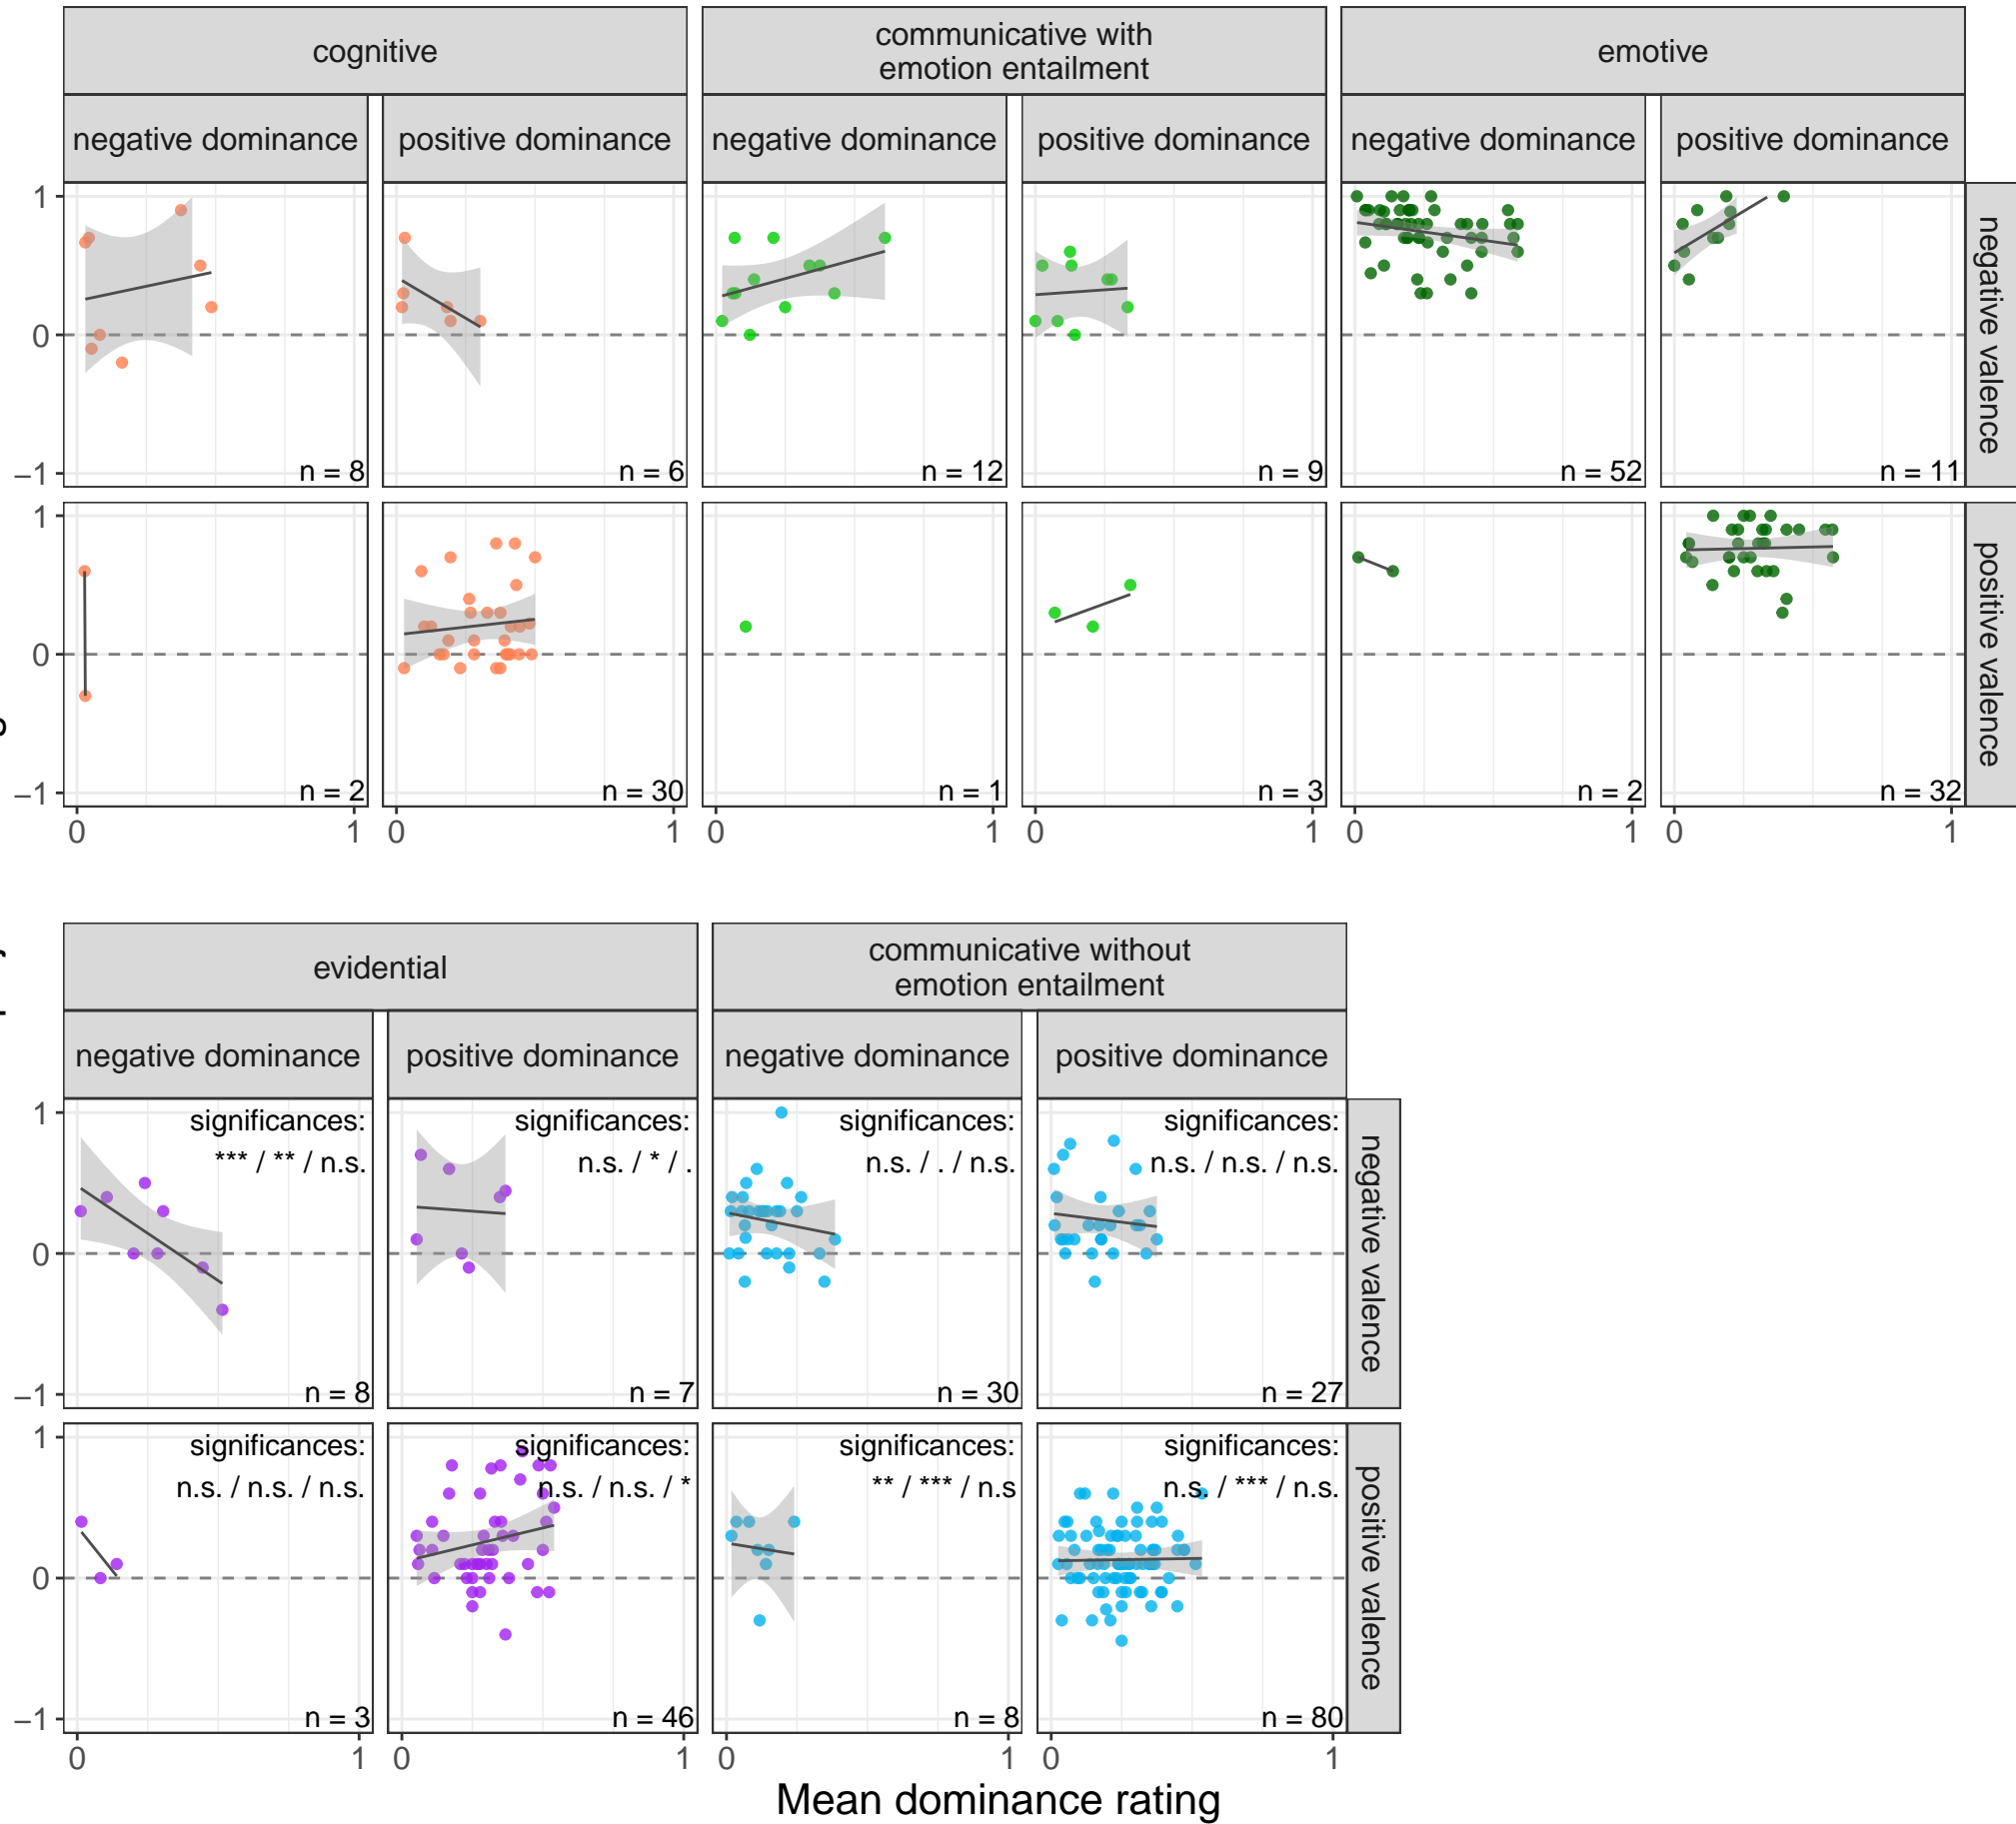 cognitive
communicative with
emotion entailment
emotive
negative dominance
positive dominance
negative dominance
positive dominance
negative dominance
positive dominance
1
0
−1
n = 8
n = 6
n = 12
n = 9
n = 52
n = 11
negative valence
1
0
−1
n = 2
n = 30
n = 1
n = 3
n = 2
n = 32
positive valence
0 1
0 1
0 1
0 1
0 1
0 1
evidential
communicative without
emotion entailment
negative dominance
positive dominance
negative dominance
positive dominance
1
0
−1
significances:
*** / ** / n.s.
n = 8
significances:
n.s. / * / .
n = 7
significances:
n.s. / . / n.s.
n = 30
significances:
n.s. / n.s. / n.s.
n = 27
negative valence
1
0
−1
significances:
n.s. / n.s. / n.s.
n = 3
significances:
n.s. / n.s. / *
n = 46
significances:
** / *** / n.s
n = 8
significances:
n.s. / *** / n.s.
n = 80
positive valence
0 1
0 1
0 1
0 1
Mean dominance rating